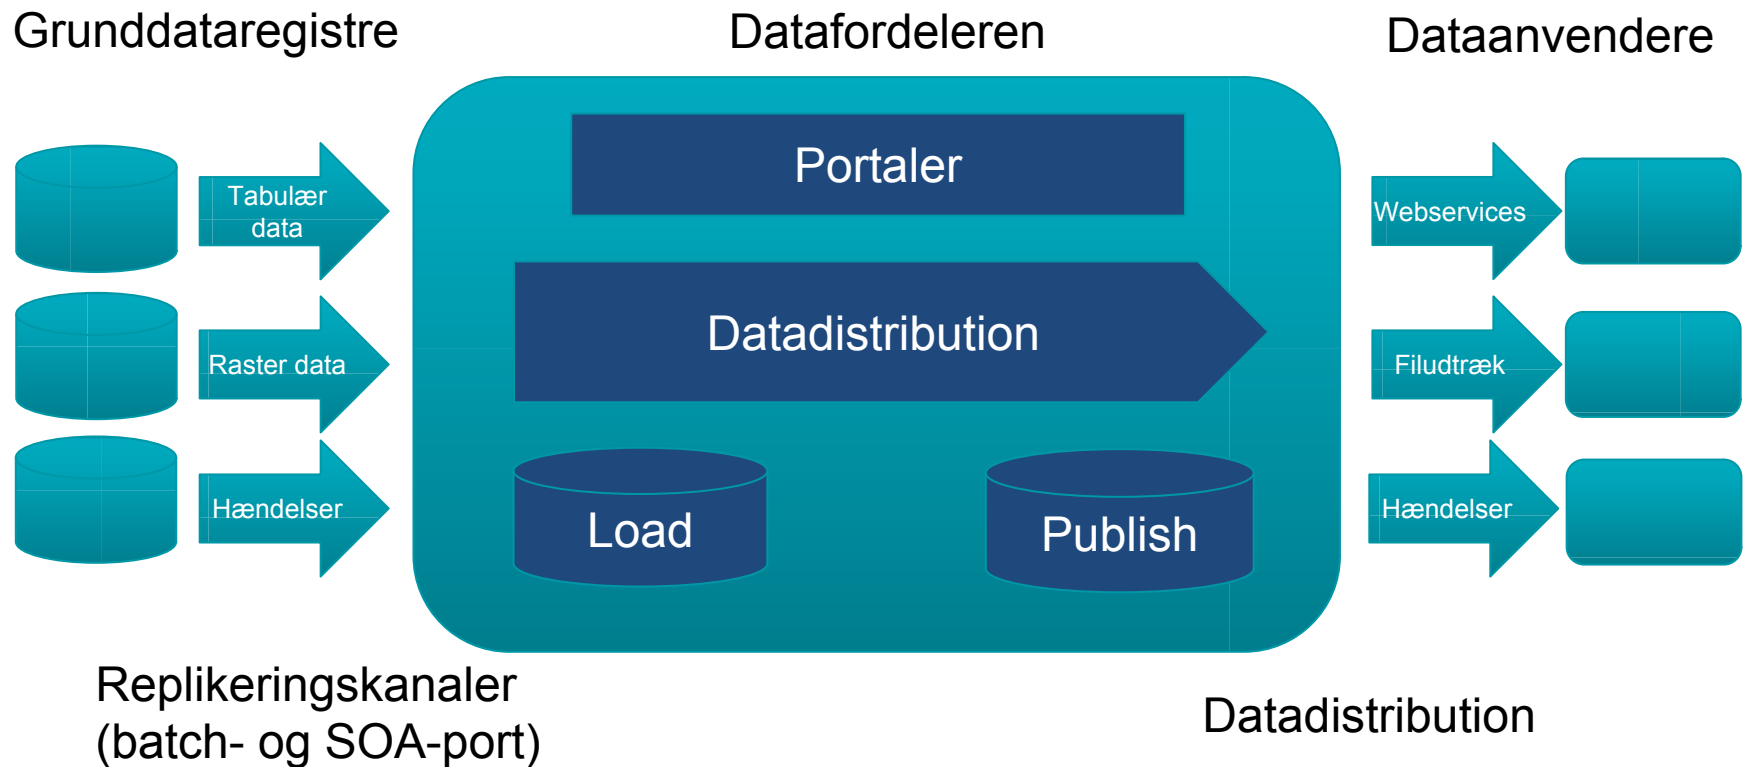 Grunddataregistre
Datafordeleren
Dataanvendere
Portaler
Tabulær
data
Webservices
Datadistribution
Raster data
Filudtræk
Hændelser
Load
Publish
Hændelser
Replikeringskanaler
(batch- og SOA-port)
Datadistribution